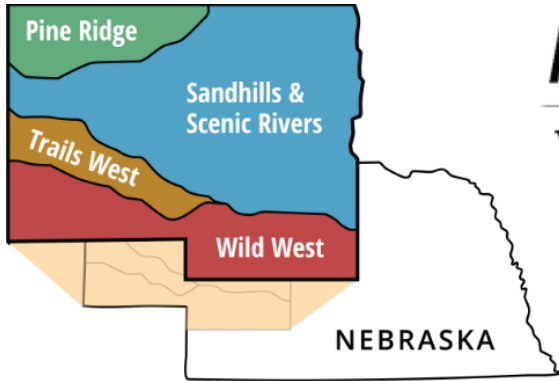 Pine Ridge
Sandhills &
Scenic Rivers
Trails West
Wild West
NEBRASKA